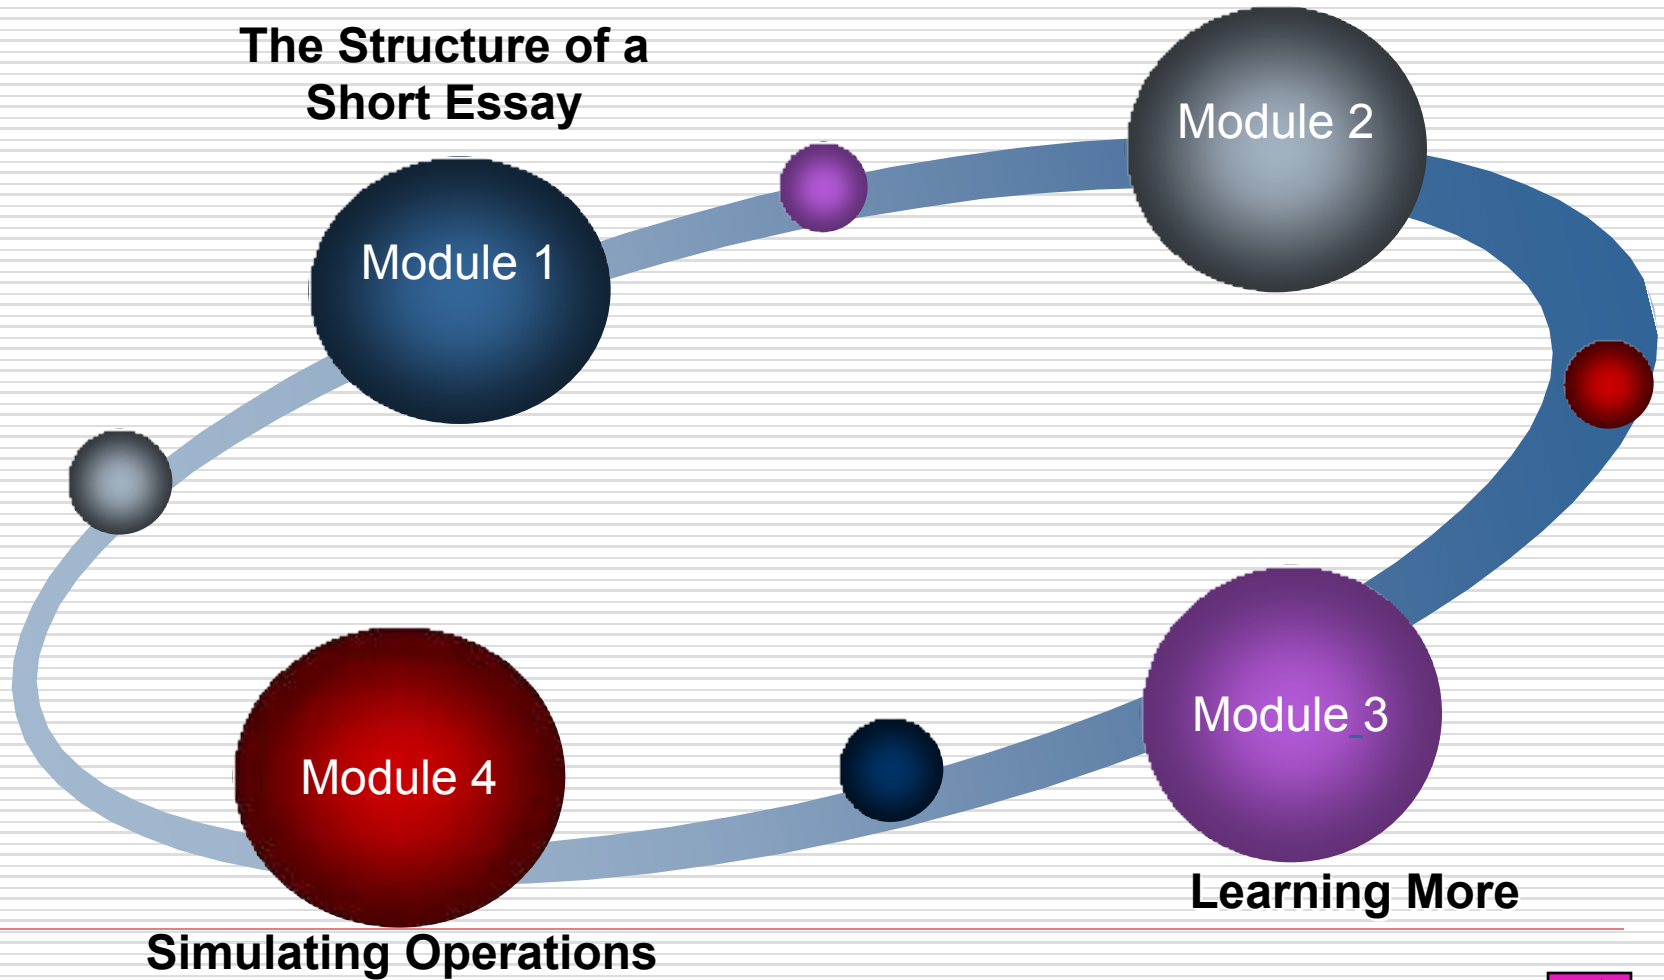 The Structure of a
Short Essay
Module 1
Module 2
Module 3
Learning More
Module 4
Simulating Operations